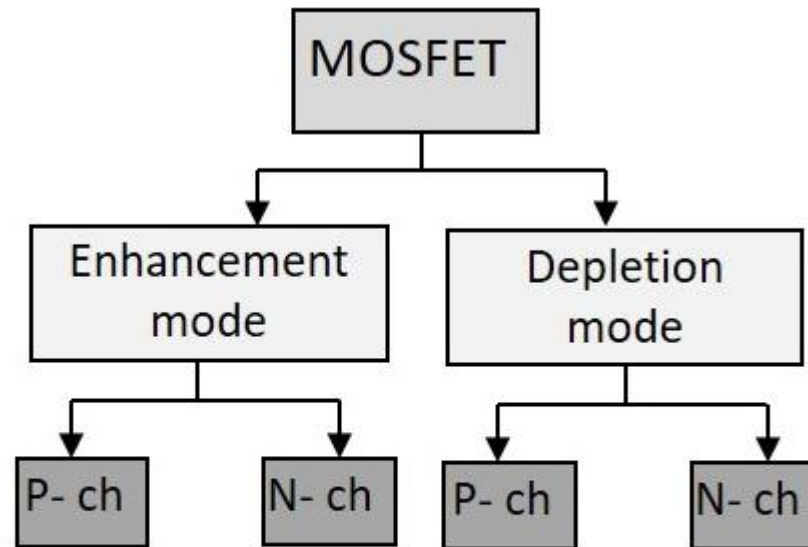 MOSFET
Enhancement
mode
Depletion
mode
P- ch
N- ch
P- ch
N- ch